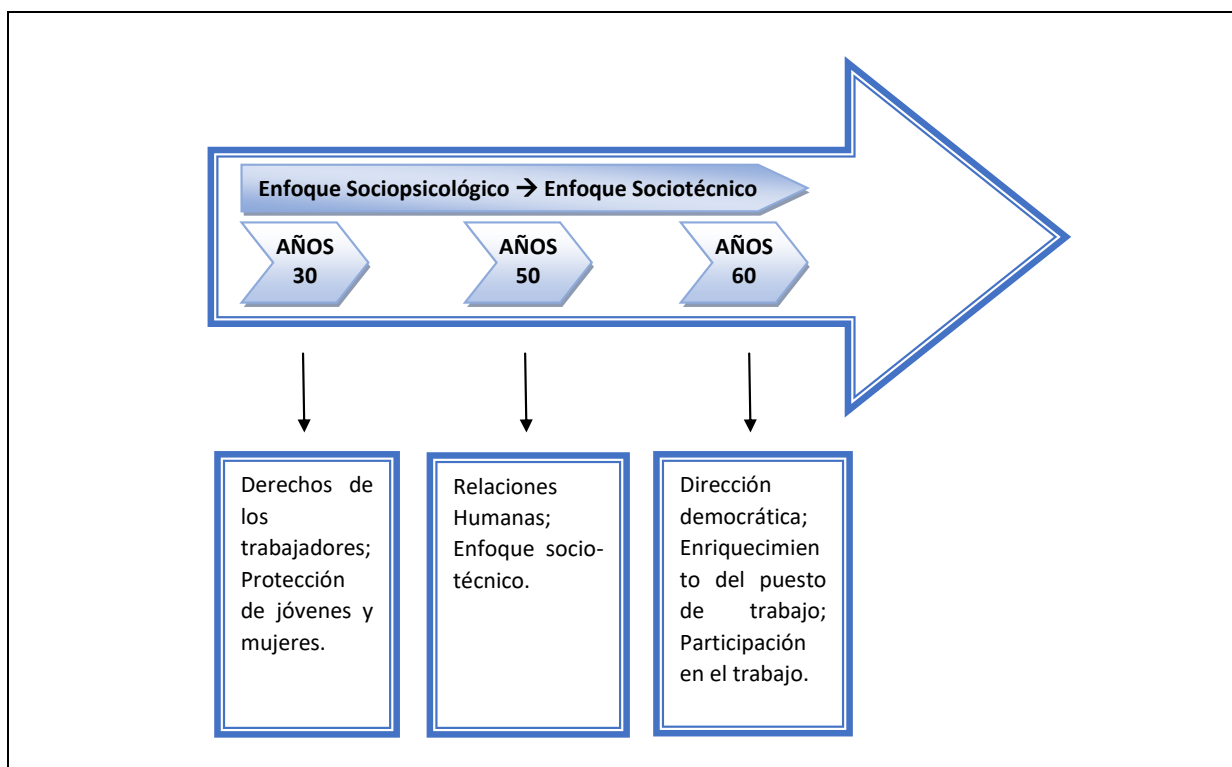 Enfoque Sociopsicológico → Enfoque Sociotécnico
AÑOS
30
AÑOS
50
AÑOS
60
Derechos de
los
trabajadores;
Protección
de jóvenes y
mujeres.
Relaciones
Humanas;
Enfoque socio-
técnico.
Dirección
democrática;
Enriquecimien
to del puesto
de trabajo;
Participación
en el trabajo.